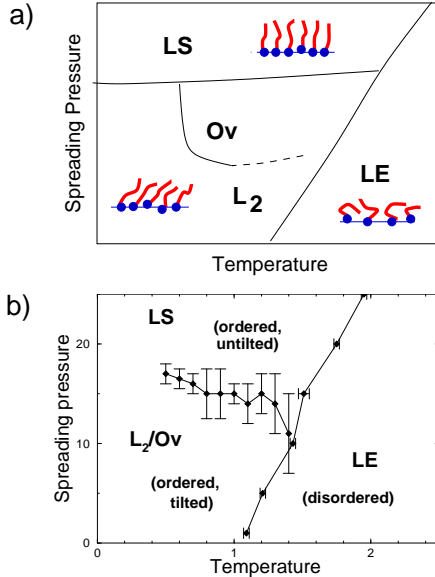 a)
LS
Ov
L2
LE
Spreading Pressure
Temperature
b)
LS
(ordered,
untilted)
L2/Ov
(ordered,
tilted)
LE
(disordered)
20
10
0
0
1
2
Spreading pressure
Temperature